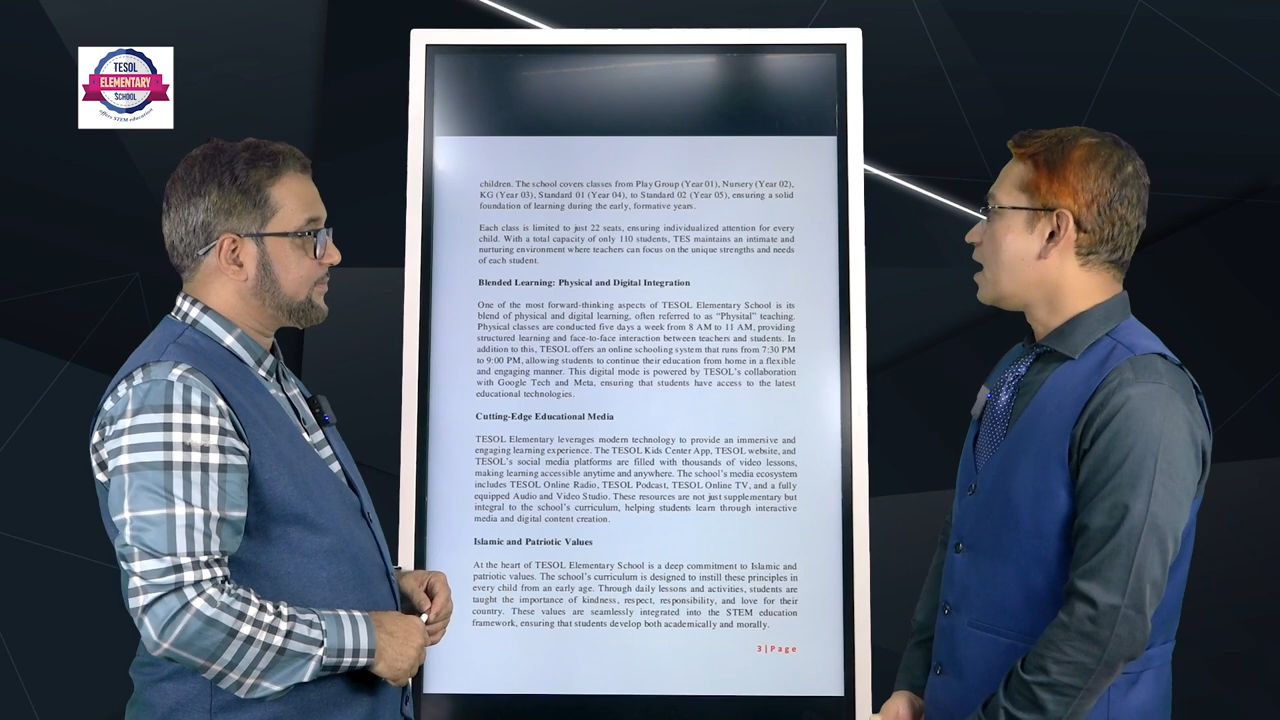 TESOL
ELEMENTARY
SCHOOL
offers STEM education
children. The school covers classes from Play Group (Year 01), Nursery (Year 02),
KG (Year 03), Standard 01 (Year 04), to Standard 02 (Year 05), ensuring a solid
foundation of learning during the early, formative years.
Each class is limited to just 22 seats, ensuring individualized attention for every
child. With a total capacity of only 110 students, TES maintains an intimate and
nurturing environment where teachers can focus on the unique strengths and needs
of each student.
Blended Learning: Physical and Digital Integration
One of the most forward-thinking aspects of TESOL Elementary School is its
blend of physical and digital learning, often referred to as “Physital” teaching.
Physical classes are conducted five days a week from 8 AM to 11 AM, providing
structured learning and face-to-face interaction between teachers and students. In
addition to this, TESOL offers an online schooling system that runs from 7:30 PM
to 9:00 PM, allowing students to continue their education from home in a flexible
and engaging manner. This digital mode is powered by TESOL’s collaboration
with Google Tech and Meta, ensuring that students have access to the latest
educational technologies.
Cutting-Edge Educational Media
TESOL Elementary leverages modern technology to provide an immersive and
engaging learning experience. The TESOL Kids Center App, TESOL website, and
TESOL’s social media platforms are filled with thousands of video lessons,
making learning accessible anytime and anywhere. The school’s media ecosystem
includes TESOL Online Radio, TESOL Podcast, TESOL Online TV, and a fully
equipped Audio and Video Studio. These resources are not just supplementary but
integral to the school’s curriculum, helping students learn through interactive
media and digital content creation.
Islamic and Patriotic Values
At the heart of TESOL Elementary School is a deep commitment to Islamic and
patriotic values. The school’s curriculum is designed to instill these principles in
every child from an early age. Through daily lessons and activities, students are
taught the importance of kindness, respect, responsibility, and love for their
country. These values are seamlessly integrated into the STEM education
framework, ensuring that students develop both academically and morally.
3 | Page